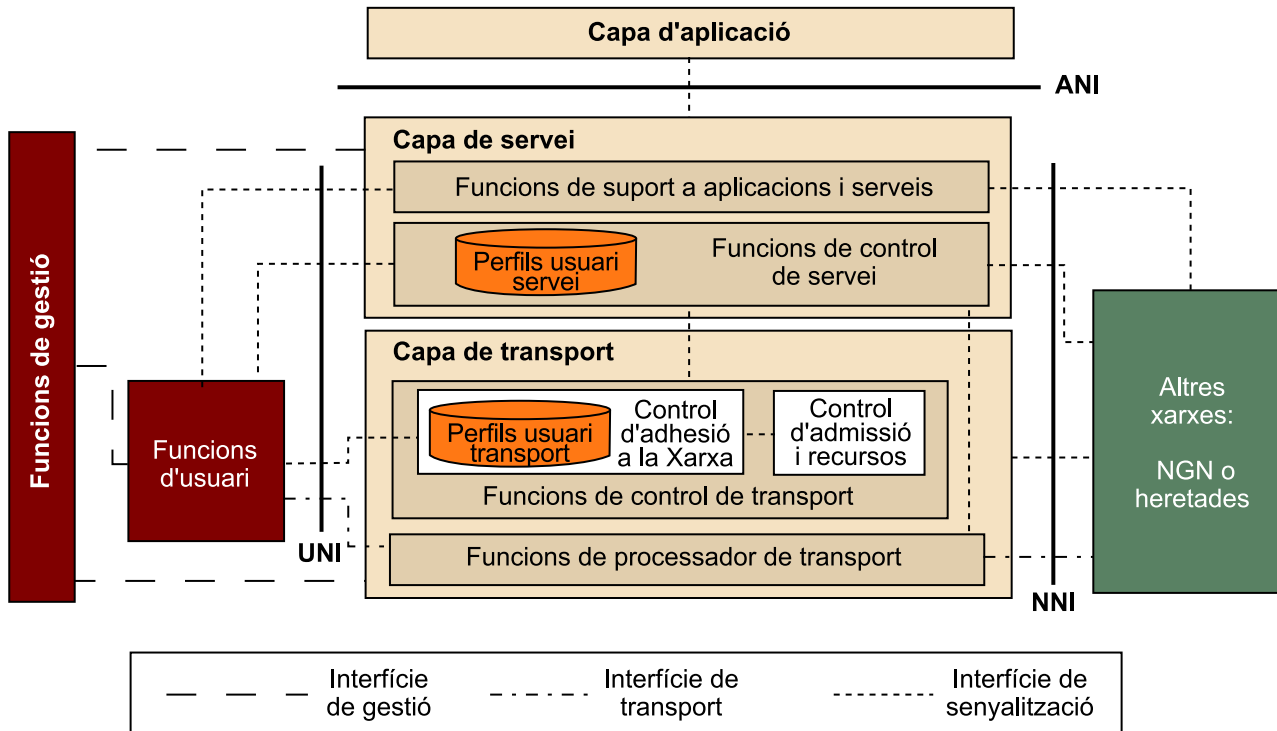 Capa d'aplicació
ANI
Capa de servei
Funcions de suport a aplicacions i serveis
Perfils usuari
servei
Funcions de control
de servei
Funcions de gestió
Capa de transport
Perfils usuari
transport
Control
d'adhesió
a la Xarxa
Control
d'admissió
i recursos
Funcions de control de transport
Funcions
d'usuari
Altres
xarxes:
NGN o
heretades
UNI
Funcions de processador de transport
NNI
Interfície
de gestió
Interfície de
transport
Interfície de
senyalització